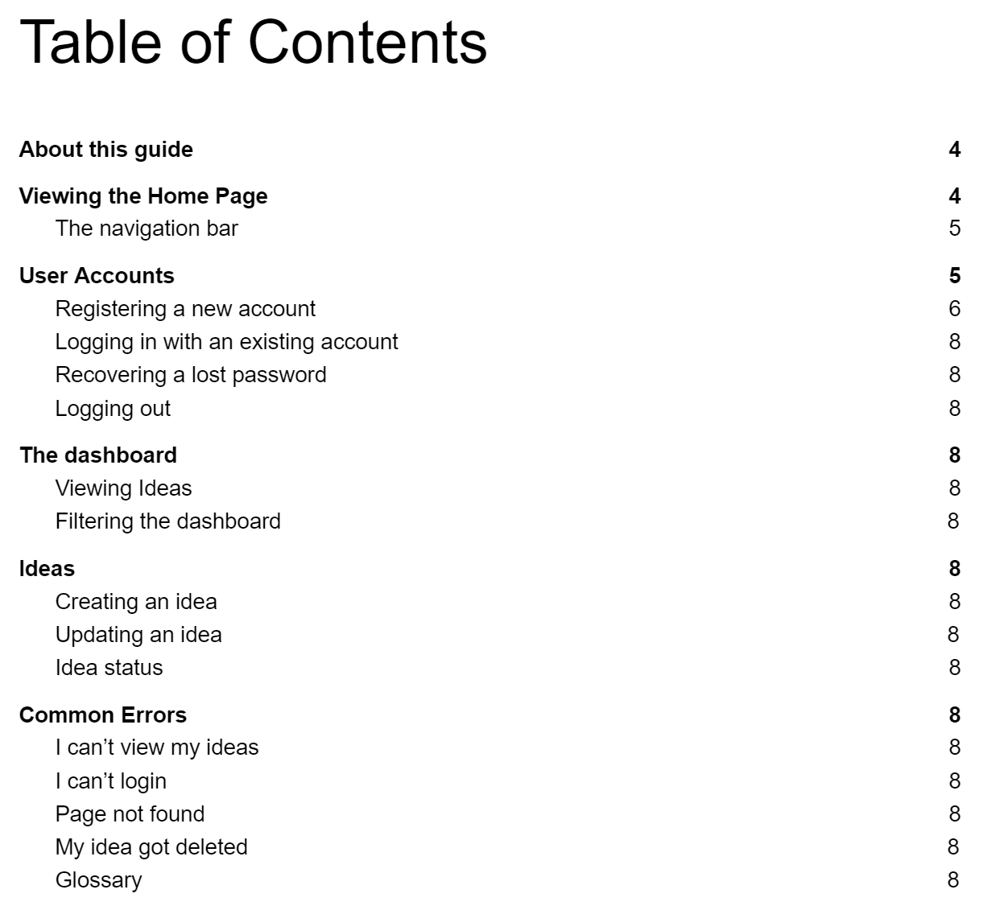 Table of Contents
About this guide 4
Viewing the Home Page 4
The navigation bar 5
User Accounts 5
Registering a new account 6
Logging in with an existing account 8
Recovering a lost password 8
Logging out 8
The dashboard 8
Viewing Ideas 8
Filtering the dashboard 8
Ideas 8
Creating an idea 8
Updating an idea 8
Idea status 8
Common Errors 8
I can’t view my ideas 8
I can’t login 8
Page not found 8
My idea got deleted 8
Glossary 8